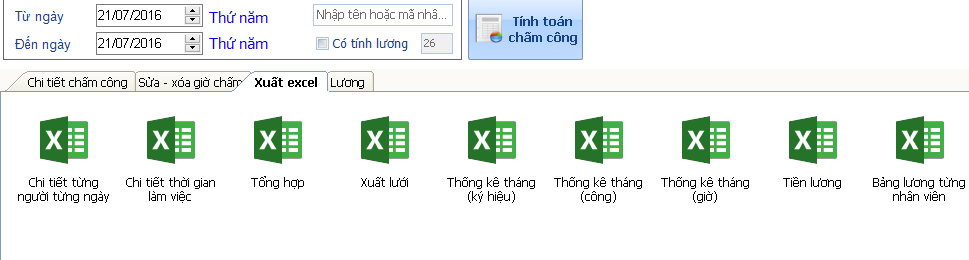 Từ ngày 21/07/2016 Thứ năm Nhập tên hoặc mã nhâ...
Đến ngày 21/07/2016 Thứ năm Có tính lương 26
Tính toán
chấm công
Chi tiết chấm công Sửa - xóa giờ chấm Xuất excel Lương
Chi tiết từng
người từng ngày
Chi tiết thời gian
làm việc
Tổng hợp
Xuất lưới
Thống kê tháng
(ký hiệu)
Thống kê tháng
(công)
Thống kê tháng
(giờ)
Tiền lương
Bảng lương từng
nhân viên